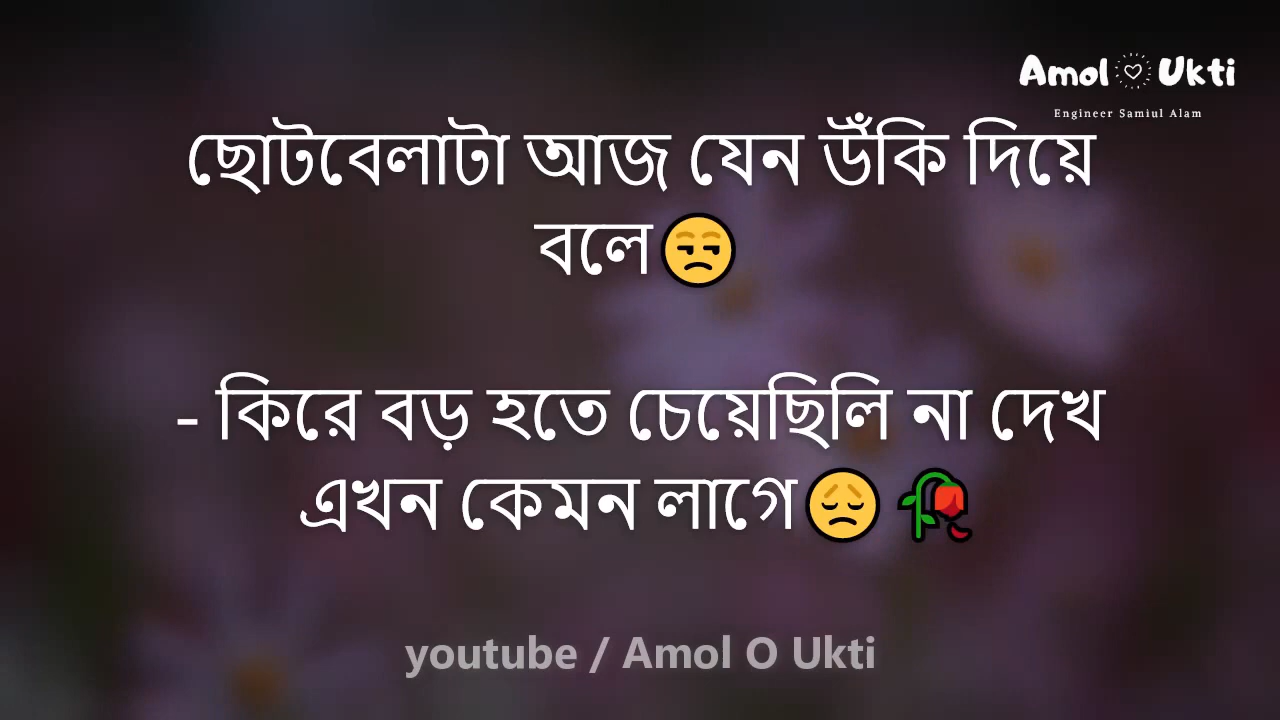 Amol Ukti
Engineer Samiul Alam
ছোটবেলাটা আজ যেন উঁকি দিয়ে
বলে😒
- কিরে বড় হতে চেয়েছিলি না দেখ
এখন কেমন লাগে😞🥀
youtube / Amol O Ukti